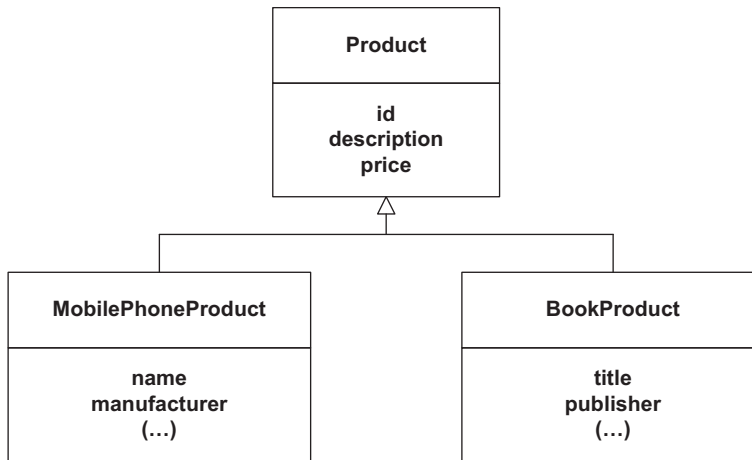 Product
id
description
price
MobilePhoneProduct
name
manufacturer
(…)
BookProduct
title
publisher
(…)